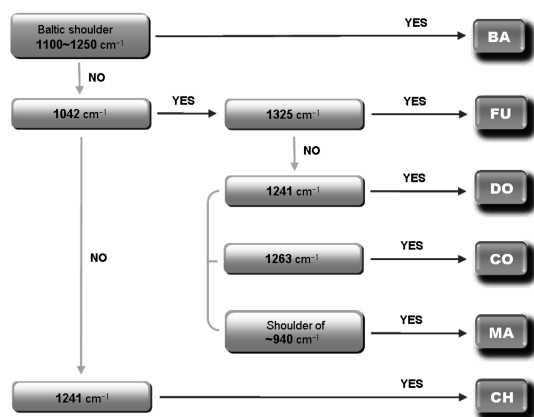 Baltic shoulder
1100~1250 cm⁻¹
YES
BA
NO
1042 cm⁻¹
YES
1325 cm⁻¹
YES
FU
NO
1241 cm⁻¹
YES
DO
NO
1263 cm⁻¹
YES
CO
Shoulder of
~940 cm⁻¹
YES
MA
1241 cm⁻¹
YES
CH